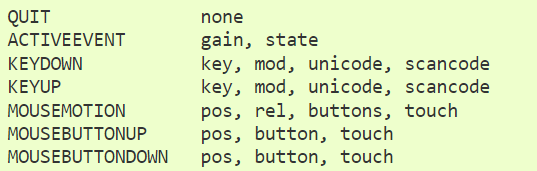 QUIT              none
ACTIVEEVENT       gain, state
KEYDOWN           key, mod, unicode, scancode
KEYUP             key, mod, unicode, scancode
MOUSEMOTION       pos, rel, buttons, touch
MOUSEBUTTONUP     pos, button, touch
MOUSEBUTTONDOWN   pos, button, touch